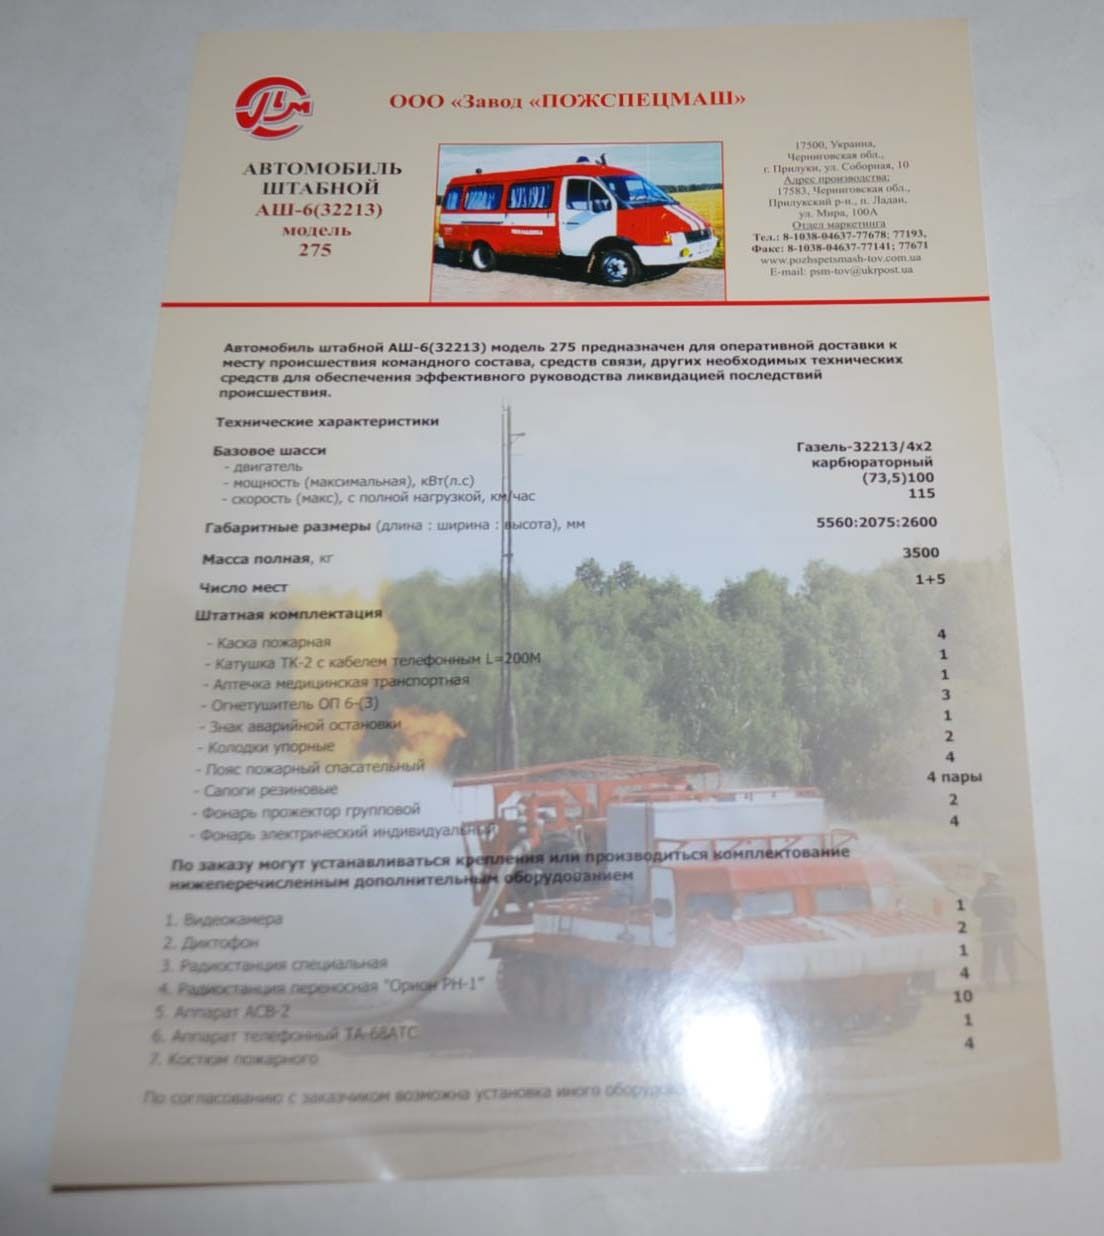 ООО «Завод «ПОЖСПЕЦМАШ»
АВТОМОБИЛЬ
ШТАБНОЙ
АШ-6(32213)
модель
275
17500, Украина,
Черниговская обл.,
г. Прилуки, ул. Соборная, 10
Адрес производства:
17583, Черниговская обл.,
Прилукский р-н., п. Ладан,
ул. Мира, 100А
Отдел маркетинга
Тел.: 8-1038-04637-77678; 77193,
Факс: 8-1038-04637-77141; 77671
www.pozhspetsmash-tov.com.ua
E-mail: psm-tov@ukrpost.ua
Автомобиль штабной АШ-6(32213) модель 275 предназначен для оперативной доставки к
месту происшествия командного состава, средств связи, других необходимых технических
средств для обеспечения эффективного руководства ликвидацией последствий
происшествия.
Технические характеристики
Базовое шасси Газель-32213/4х2
- двигатель карбюраторный
- мощность (максимальная), кВт(л.с) (73,5)100
- скорость (макс), с полной нагрузкой, км/час 115
Габаритные размеры (длина : ширина : высота), мм 5560:2075:2600
Масса полная, кг 3500
Число мест 1+5
Штатная комплектация
- Каска пожарная 4
- Катушка ТК-2 с кабелем телефонным L=200М 1
- Аптечка медицинская транспортная 1
- Огнетушитель ОП 6-(3) 3
- Знак аварийной остановки 1
- Колодки упорные 2
- Пояс пожарный спасательный 4
- Сапоги резиновые 4 пары
- Фонарь прожектор групповой 2
- Фонарь электрический индивидуальный 4
По заказу могут устанавливаться крепления или производиться комплектование
нижеперечисленным дополнительным оборудованием
1. Видеокамера 1
2. Диктофон 2
3. Радиостанция специальная 1
4. Радиостанция переносная "Орион РН-1" 4
5. Аппарат АСВ-2 10
6. Аппарат телефонный ТА-68АТС 1
7. Костюм пожарного 4
По согласованию с заказчиком возможна установка иного